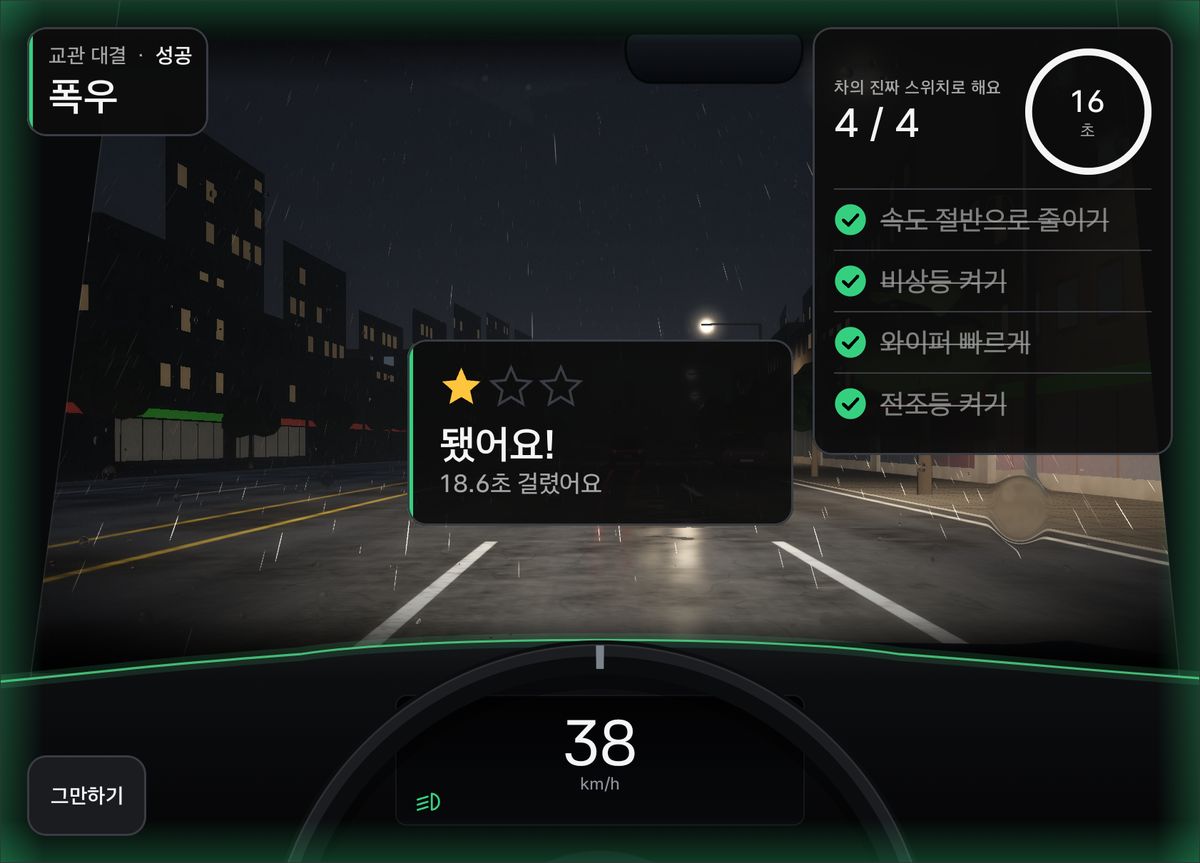 교관 대결 · 성공
폭우
차의 진짜 스위치로 해요
4 / 4
16
초
속도 절반으로 줄이기
비상등 켜기
와이퍼 빠르게
전조등 켜기
됐어요!
18.6초 걸렸어요
38
km/h
그만하기